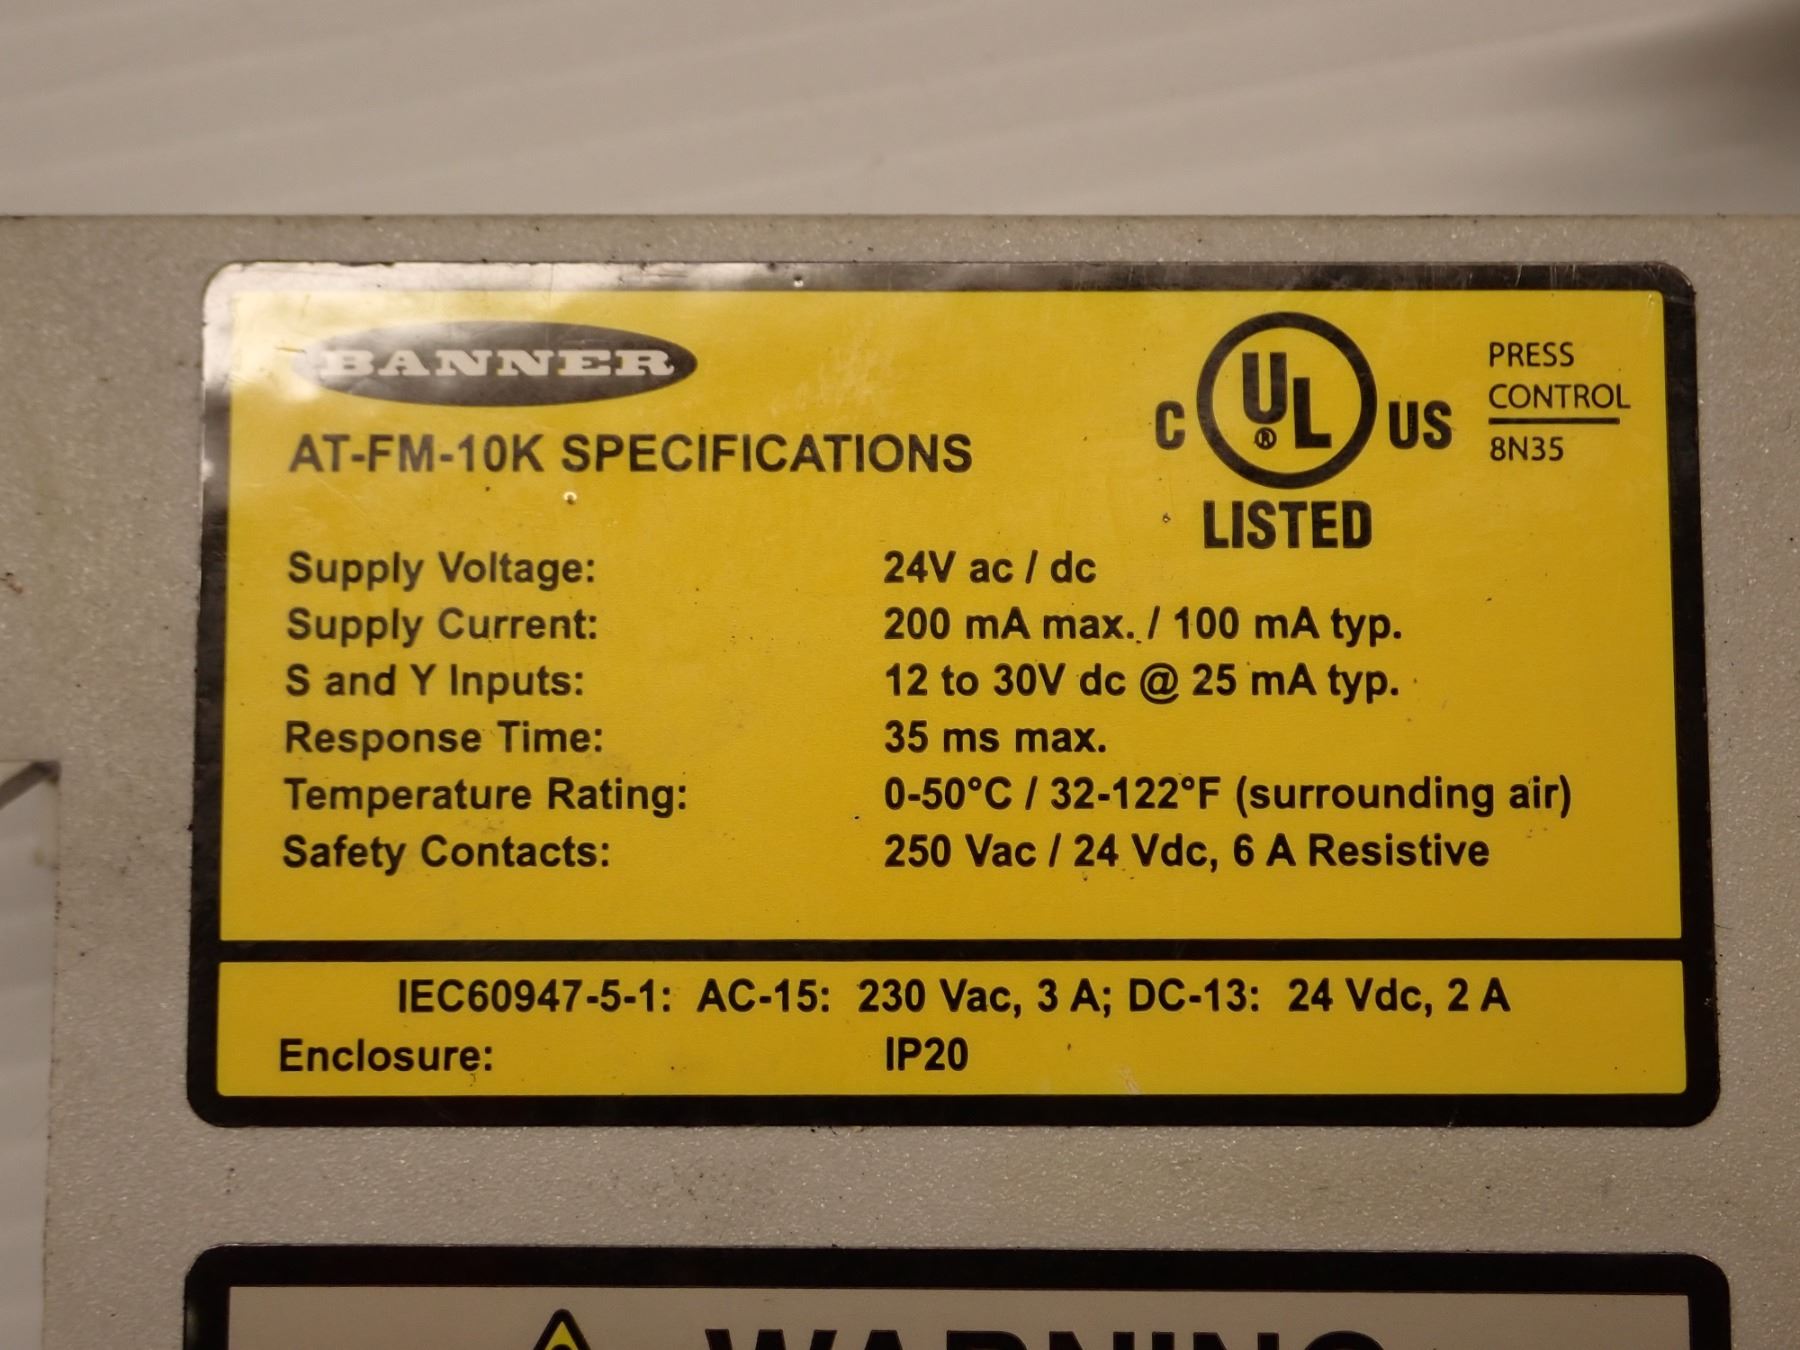 BANNER
AT-FM-10K SPECIFICATIONS
C UL® US
LISTED
PRESS
CONTROL
8N35
Supply Voltage: 24V ac / dc
Supply Current: 200 mA max. / 100 mA typ.
S and Y Inputs: 12 to 30V dc @ 25 mA typ.
Response Time: 35 ms max.
Temperature Rating: 0-50°C / 32-122°F (surrounding air)
Safety Contacts: 250 Vac / 24 Vdc, 6 A Resistive
IEC60947-5-1: AC-15: 230 Vac, 3 A; DC-13: 24 Vdc, 2 A
Enclosure: IP20
WARNING